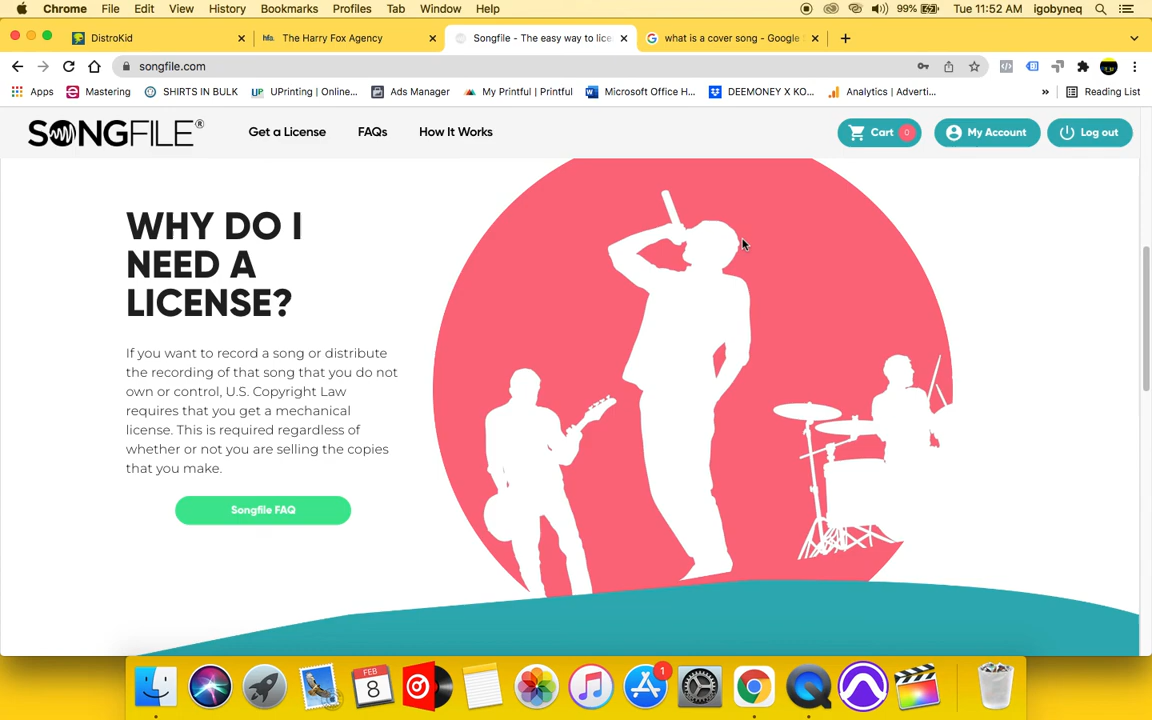 Chrome File Edit View History Bookmarks Profiles Tab Window Help 99% Tue 11:52 AM igobyneq
DistroKid hfa. The Harry Fox Agency Songfile - The easy way to lice what is a cover song - Google
songfile.com
Apps Mastering SHIRTS IN BULK UP UPrinting | Online... Ads Manager My Printful | Printful Microsoft Office H... DEEMONEY X KO... Analytics | Adverti... » Reading List
SONGFILE® Get a License FAQs How It Works Cart 0 My Account Log out
WHY DO I
NEED A
LICENSE?
If you want to record a song or distribute
the recording of that song that you do not
own or control, U.S. Copyright Law
requires that you get a mechanical
license. This is required regardless of
whether or not you are selling the copies
that you make.
Songfile FAQ
FEB
8
1